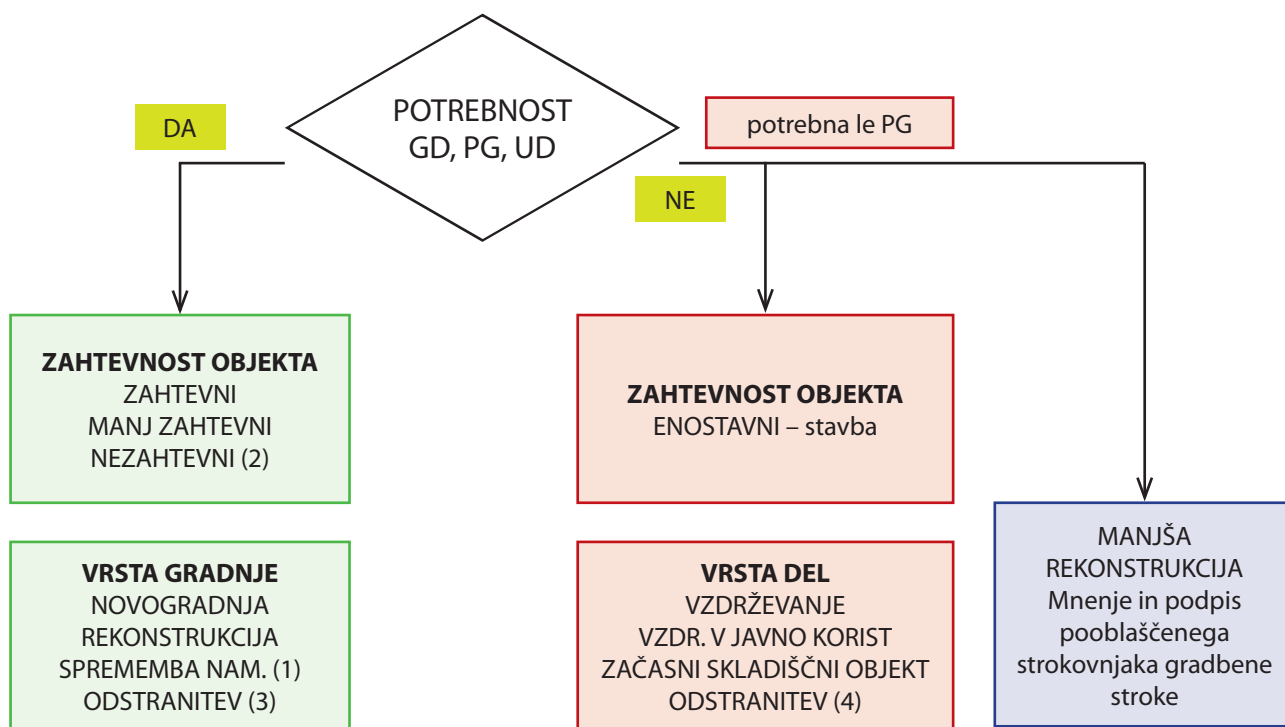 POTREBNOST
GD, PG, UD
DA
potrebna le PG
NE
ZAHTEVNOST OBJEKTA
ZAHTEVNI
MANJ ZAHTEVNI
NEZAHTEVNI (2)
ZAHTEVNOST OBJEKTA
ENOSTAVNI – stavba
VRSTA GRADNJE
NOVOGRADNJA
REKONSTRUKCIJA
SPREMEMBA NAM. (1)
ODSTRANITEV (3)
VRSTA DEL
VZDRŽEVANJE
VZDR. V JAVNO KORIST
ZAČASNI SKLADIŠČNI OBJEKT
ODSTRANITEV (4)
MANJŠA
REKONSTRUKCIJA
Mnenje in podpis
pooblaščenega
strokovnjaka gradbene
stroke